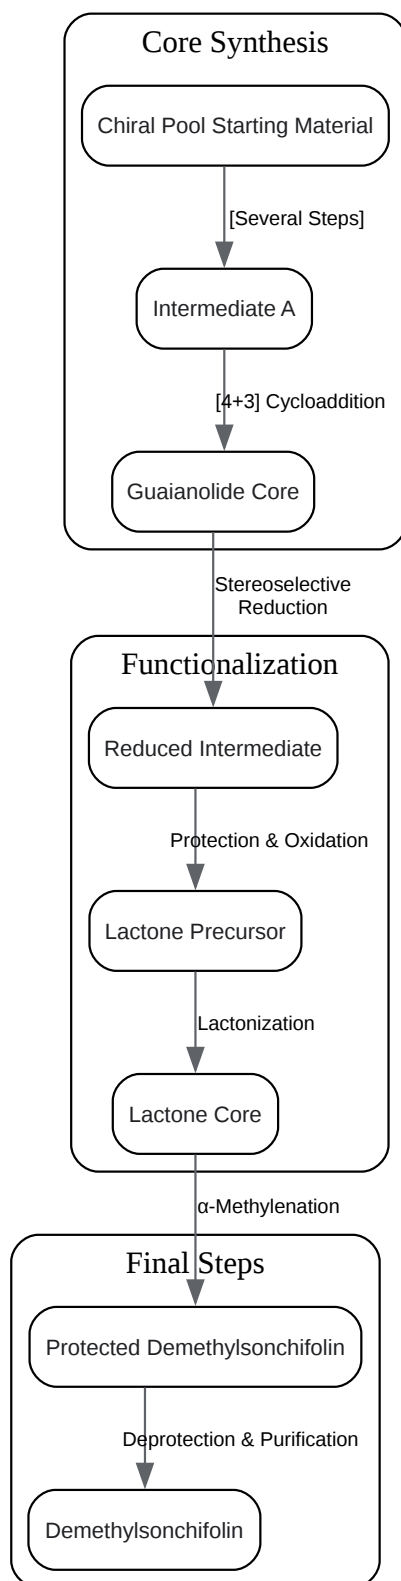 Core Synthesis
Chiral Pool Starting Material
[Several Steps]
Intermediate A
[4+3] Cycloaddition
Guaianolide Core
Stereoselective
Reduction
Functionalization
Reduced Intermediate
Protection & Oxidation
Lactone Precursor
Lactonization
Lactone Core
α-Methylenation
Final Steps
Protected Demethylsonchifolin
Deprotection & Purification
Demethylsonchifolin